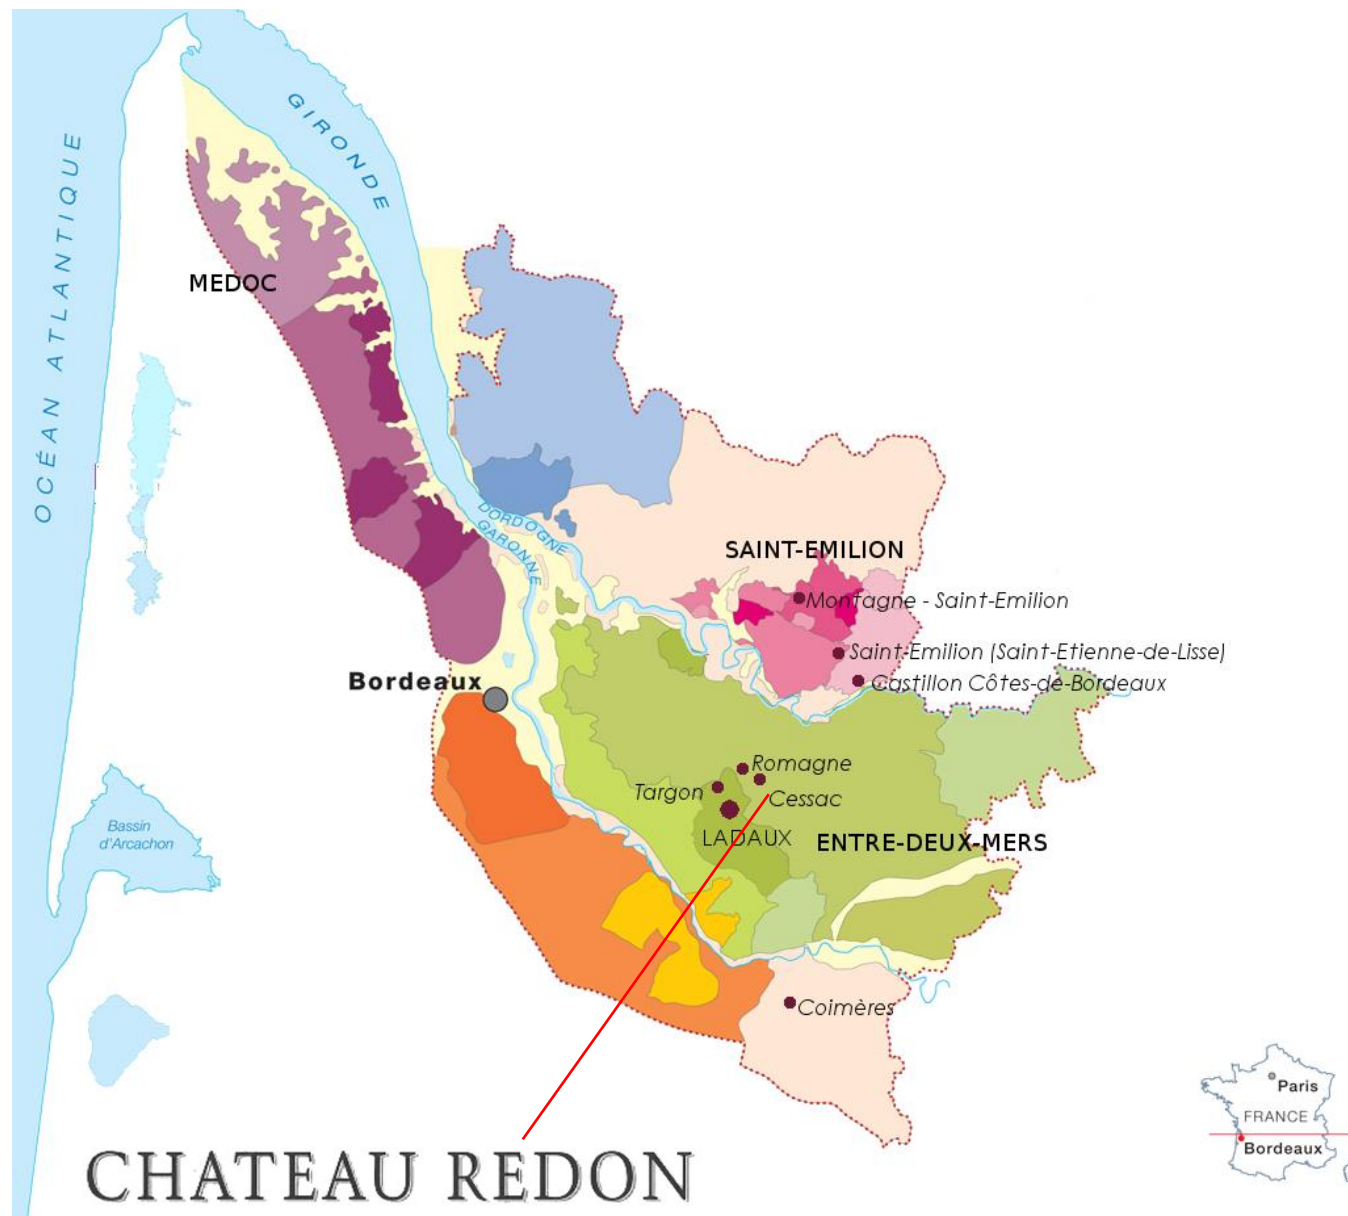 GIRONDE
OCÉAN ATLANTIQUE
MEDOC
DORDOGNE
GARONNE
SAINT-EMILION
Montagne - Saint-Emilion
Saint-Emilion (Saint-Etienne-de-Lisse)
Bordeaux
Castillon Côtes-de-Bordeaux
Romagne
Targon
Cessac
LADAUX
ENTRE-DEUX-MERS
Bassin
d'Arcachon
Coimères
Paris
FRANCE
Bordeaux
CHATEAU REDON